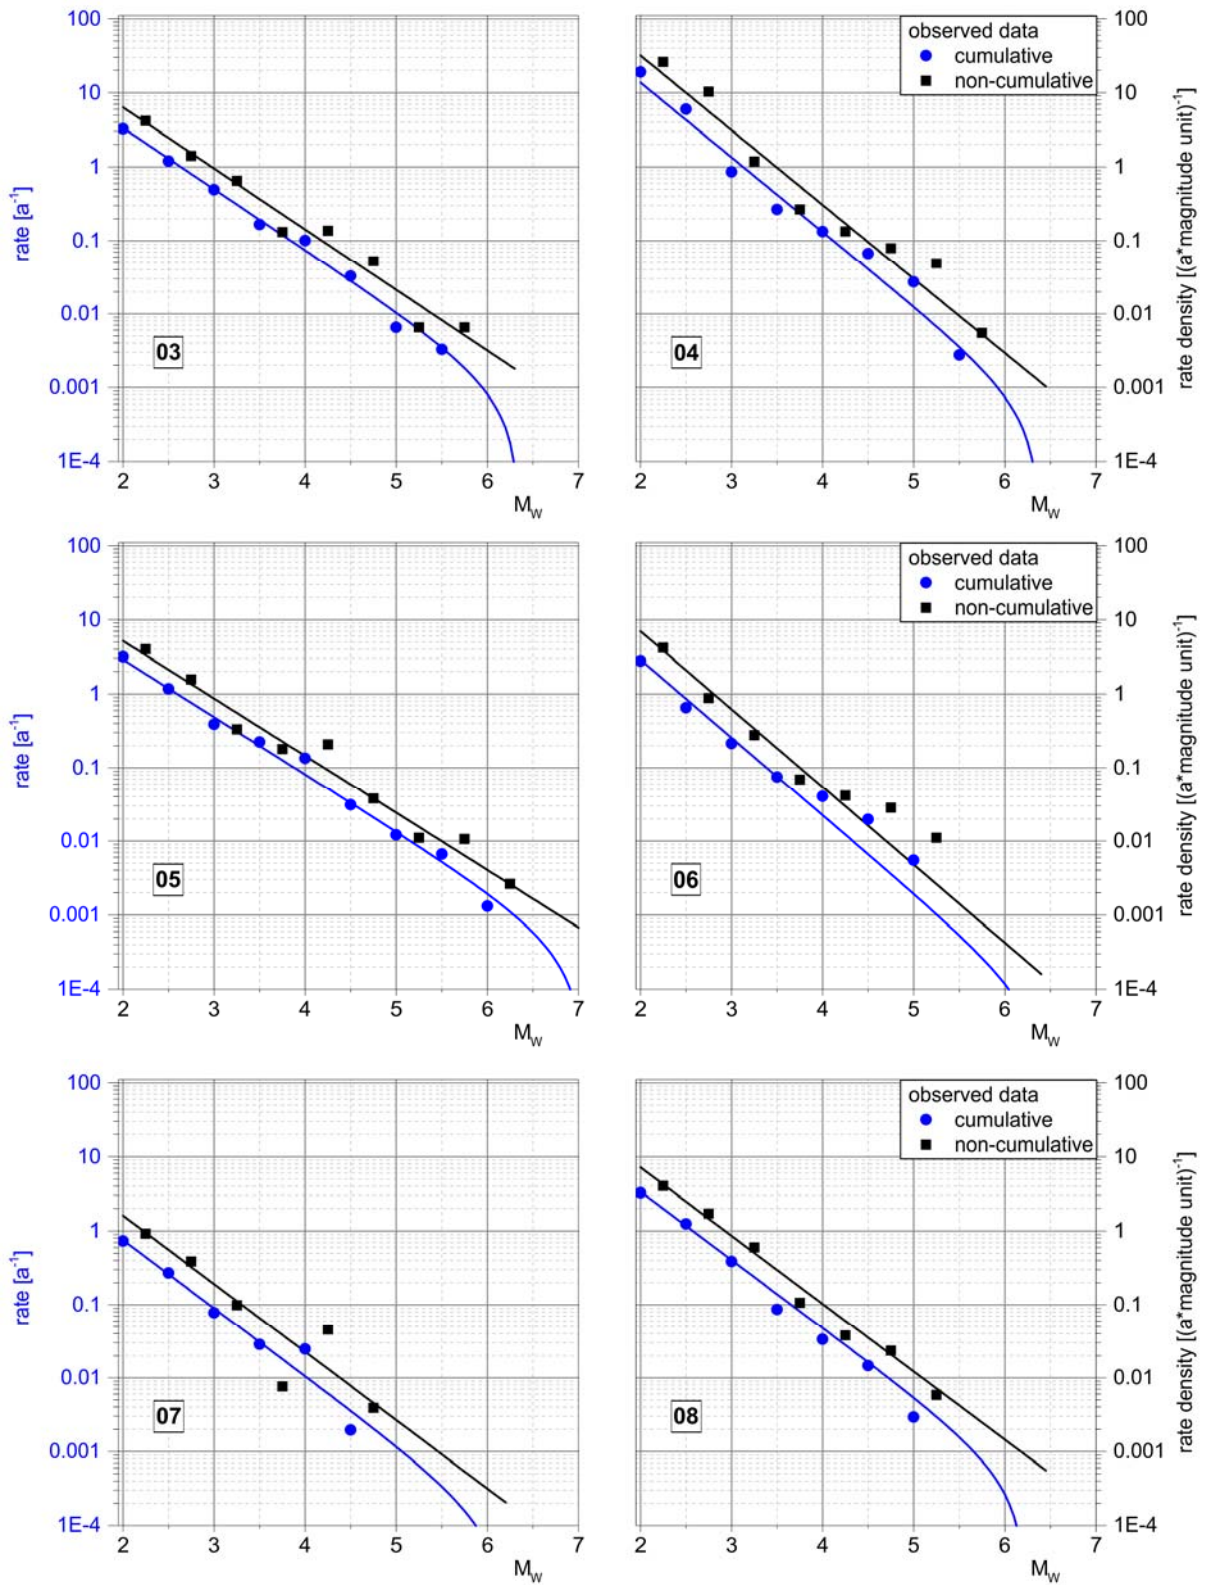 100
10
1
0.1
0.01
0.001
1E-4
rate [a⁻¹]
03
2 3 4 5 6 7
M_W
observed data
cumulative
non-cumulative
04
2 3 4 5 6 7
M_W
100
10
1
0.1
0.01
0.001
1E-4
rate density [(a*magnitude unit)⁻¹]
100
10
1
0.1
0.01
0.001
1E-4
rate [a⁻¹]
05
2 3 4 5 6 7
M_W
observed data
cumulative
non-cumulative
06
2 3 4 5 6 7
M_W
100
10
1
0.1
0.01
0.001
1E-4
rate density [(a*magnitude unit)⁻¹]
100
10
1
0.1
0.01
0.001
1E-4
rate [a⁻¹]
07
2 3 4 5 6 7
M_W
observed data
cumulative
non-cumulative
08
2 3 4 5 6 7
M_W
100
10
1
0.1
0.01
0.001
1E-4
rate density [(a*magnitude unit)⁻¹]